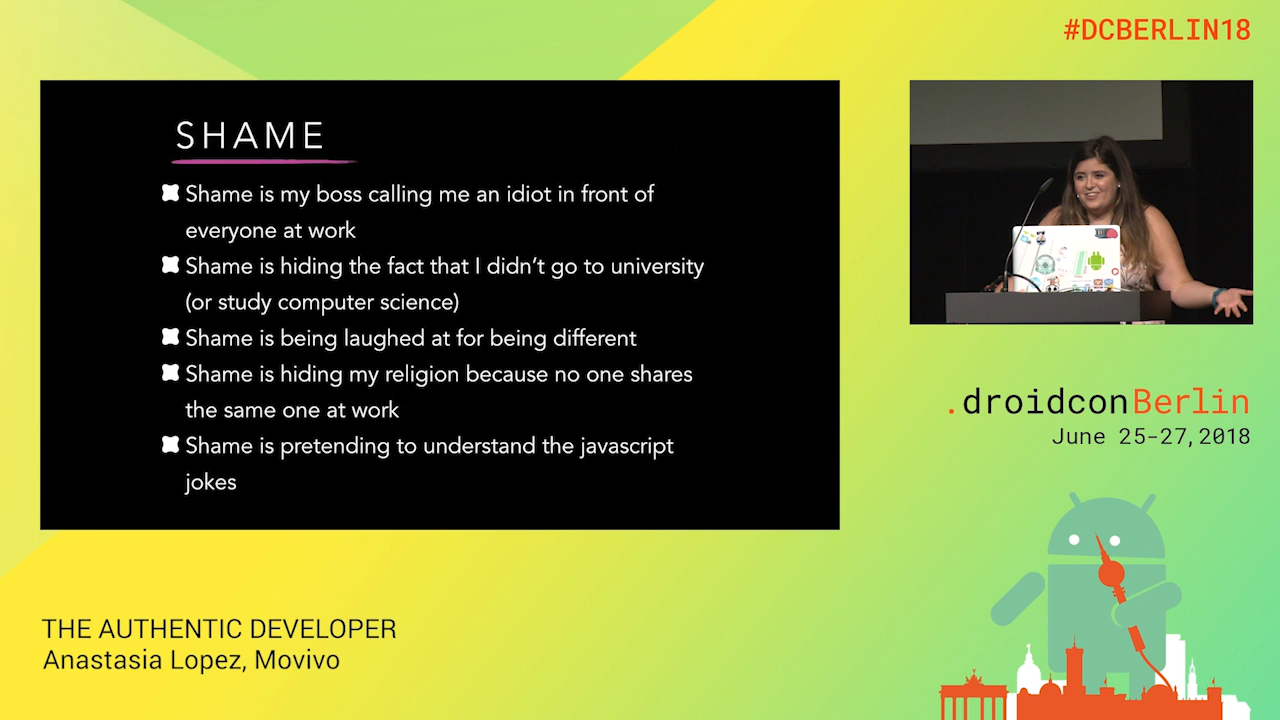 #DCBERLIN18
SHAME
Shame is my boss calling me an idiot in front of
everyone at work
Shame is hiding the fact that I didn’t go to university
(or study computer science)
Shame is being laughed at for being different
Shame is hiding my religion because no one shares
the same one at work
Shame is pretending to understand the javascript
jokes
.droidconBerlin
June 25-27,2018
THE AUTHENTIC DEVELOPER
Anastasia Lopez, Movivo